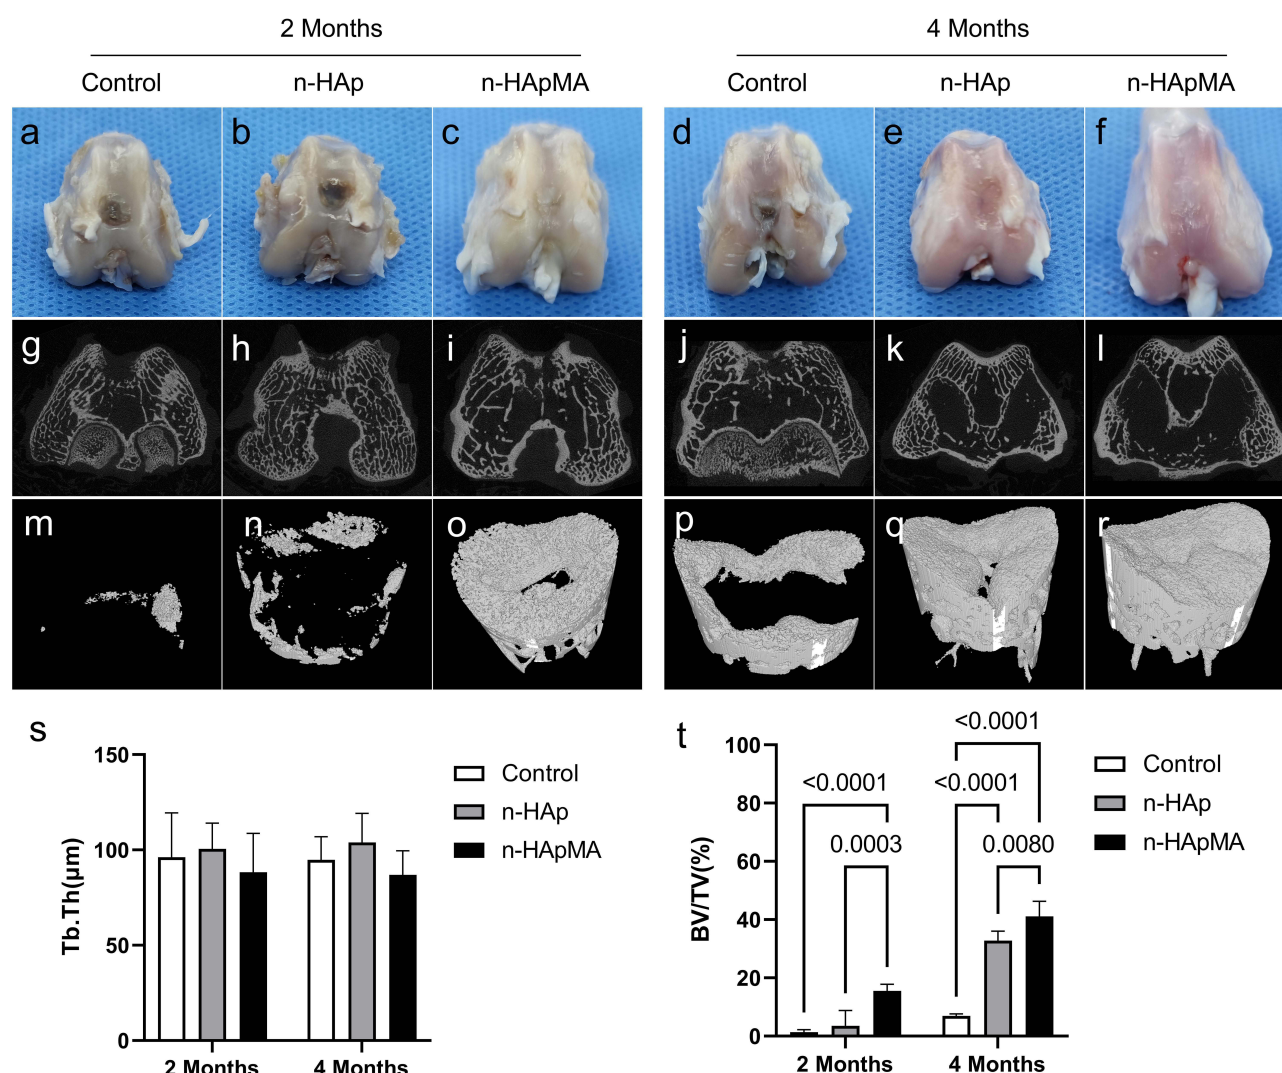 2 Months
4 Months
Control
n-HAp
n-HApMA
Control
n-HAp
n-HApMA
a
b
c
d
e
f
g
h
i
j
k
l
m
n
o
p
q
r
s
150
100
50
0
Tb.Th(μm)
2 Months
4 Months
Control
n-HAp
n-HApMA
t
100
80
60
40
20
0
BV/TV(%)
<0.0001
<0.0001
<0.0001
0.0003
0.0080
2 Months
4 Months
Control
n-HAp
n-HApMA